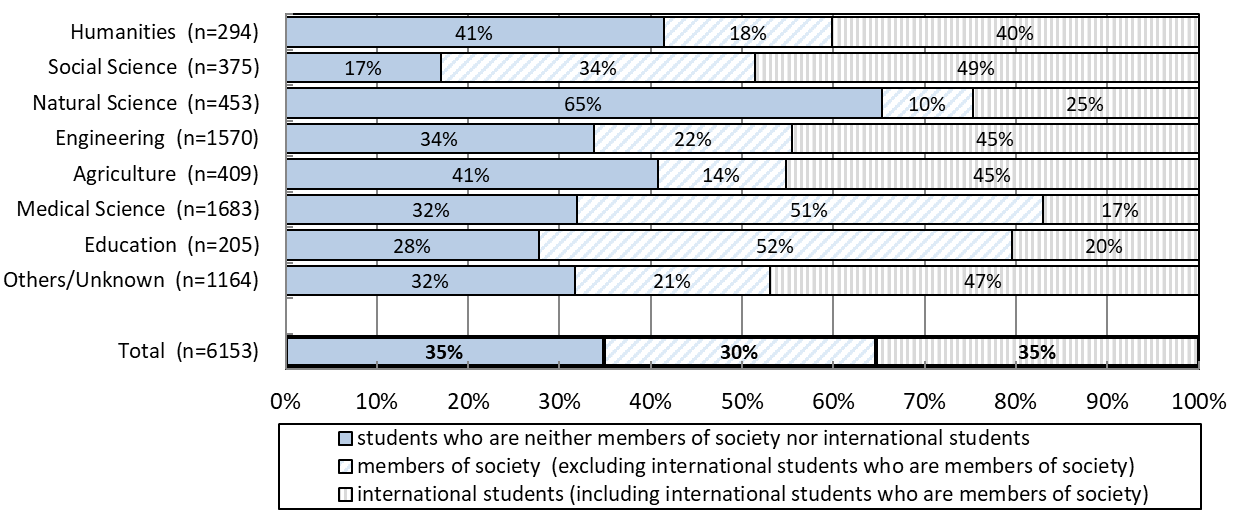 Humanities (n=294) 41% 18% 40%
Social Science (n=375) 17% 34% 49%
Natural Science (n=453) 65% 10% 25%
Engineering (n=1570) 34% 22% 45%
Agriculture (n=409) 41% 14% 45%
Medical Science (n=1683) 32% 51% 17%
Education (n=205) 28% 52% 20%
Others/Unknown (n=1164) 32% 21% 47%
Total (n=6153) 35% 30% 35%
0% 10% 20% 30% 40% 50% 60% 70% 80% 90% 100%
students who are neither members of society nor international students
members of society (excluding international students who are members of society)
international students (including international students who are members of society)